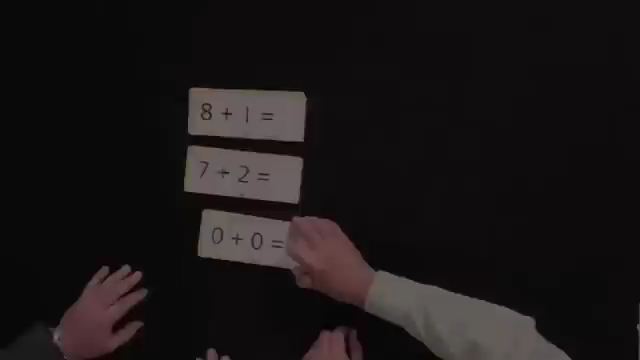 8 + 1 =
7 + 2 =
0 + 0 =